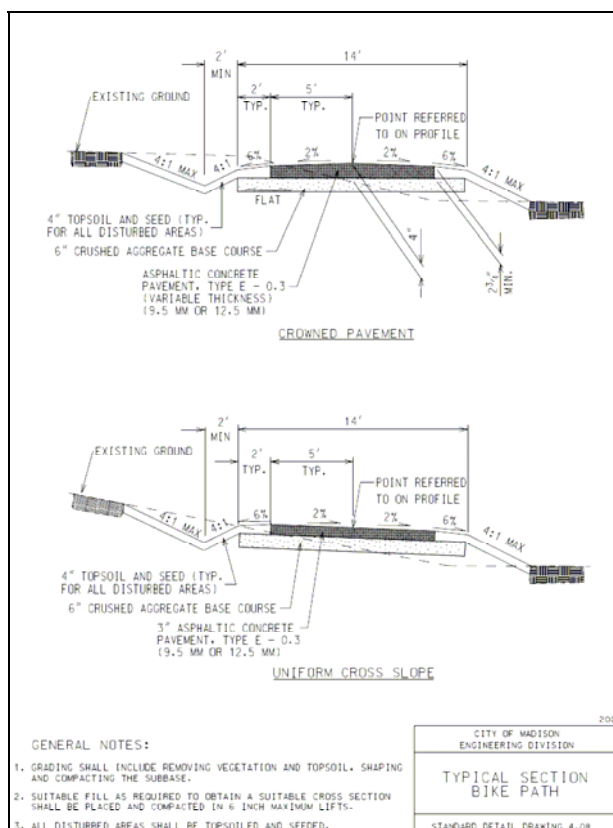 2'
MIN
14'
2'
TYP.
5'
EXISTING GROUND
POINT REFERRED
TO ON PROFILE
4:1 MAX
4:1
6%
2%
2%
6%
4:1 MAX
FLAT
4" TOPSOIL AND SEED (TYP.
FOR ALL DISTURBED AREAS)
6" CRUSHED AGGREGATE BASE COURSE
ASPHALTIC CONCRETE
PAVEMENT, TYPE E - 0.3
(VARIABLE THICKNESS)
(9.5 MM OR 12.5 MM)
4"
MIN.
CROWNED PAVEMENT
2'
MIN
14'
2'
TYP.
5'
TYP.
EXISTING GROUND
POINT REFERRED
TO ON PROFILE
4:1 MAX
4:1
6%
2%
2%
6%
4:1 MAX
4" TOPSOIL AND SEED (TYP.
FOR ALL DISTURBED AREAS)
6" CRUSHED AGGREGATE BASE COURSE
3" ASPHALTIC CONCRETE
PAVEMENT, TYPE E - 0.3
(9.5 MM OR 12.5 MM)
UNIFORM CROSS SLOPE
GENERAL NOTES:
1. GRADING SHALL INCLUDE REMOVING VEGETATION AND TOPSOIL, SHAPING
AND COMPACTING THE SUBBASE.
2. SUITABLE FILL AS REQUIRED TO OBTAIN A SUITABLE CROSS SECTION
SHALL BE PLACED AND COMPACTED IN 6 INCH MAXIMUM LIFTS.
3. ALL DISTURBED AREAS SHALL BE TOPSOILED AND SEEDED.
200
CITY OF MADISON
ENGINEERING DIVISION
TYPICAL SECTION
BIKE PATH
STANDARD DETAIL DRAWING 4.08